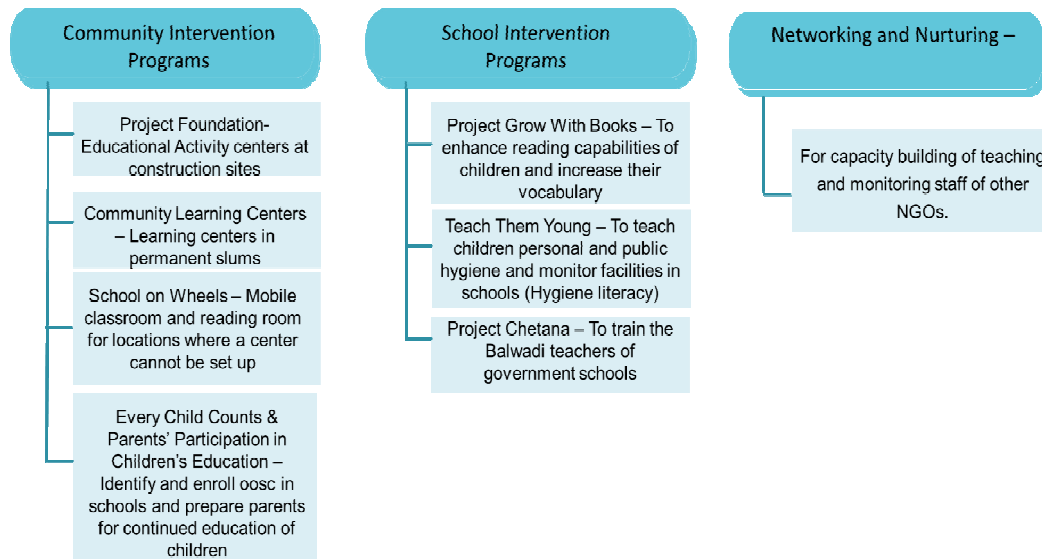 Community Intervention
Programs
Project Foundation-
Educational Activity centers at
construction sites
Community Learning Centers
– Learning centers in
permanent slums
School on Wheels – Mobile
classroom and reading room
for locations where a center
cannot be set up
Every Child Counts &
Parents’ Participation in
Children’s Education –
Identify and enroll oosc in
schools and prepare parents
for continued education of
children
School Intervention
Programs
Project Grow With Books – To
enhance reading capabilities of
children and increase their
vocabulary
Teach Them Young – To teach
children personal and public
hygiene and monitor facilities in
schools (Hygiene literacy)
Project Chetana – To train the
Balwadi teachers of
government schools
Networking and Nurturing –
For capacity building of teaching
and monitoring staff of other
NGOs.